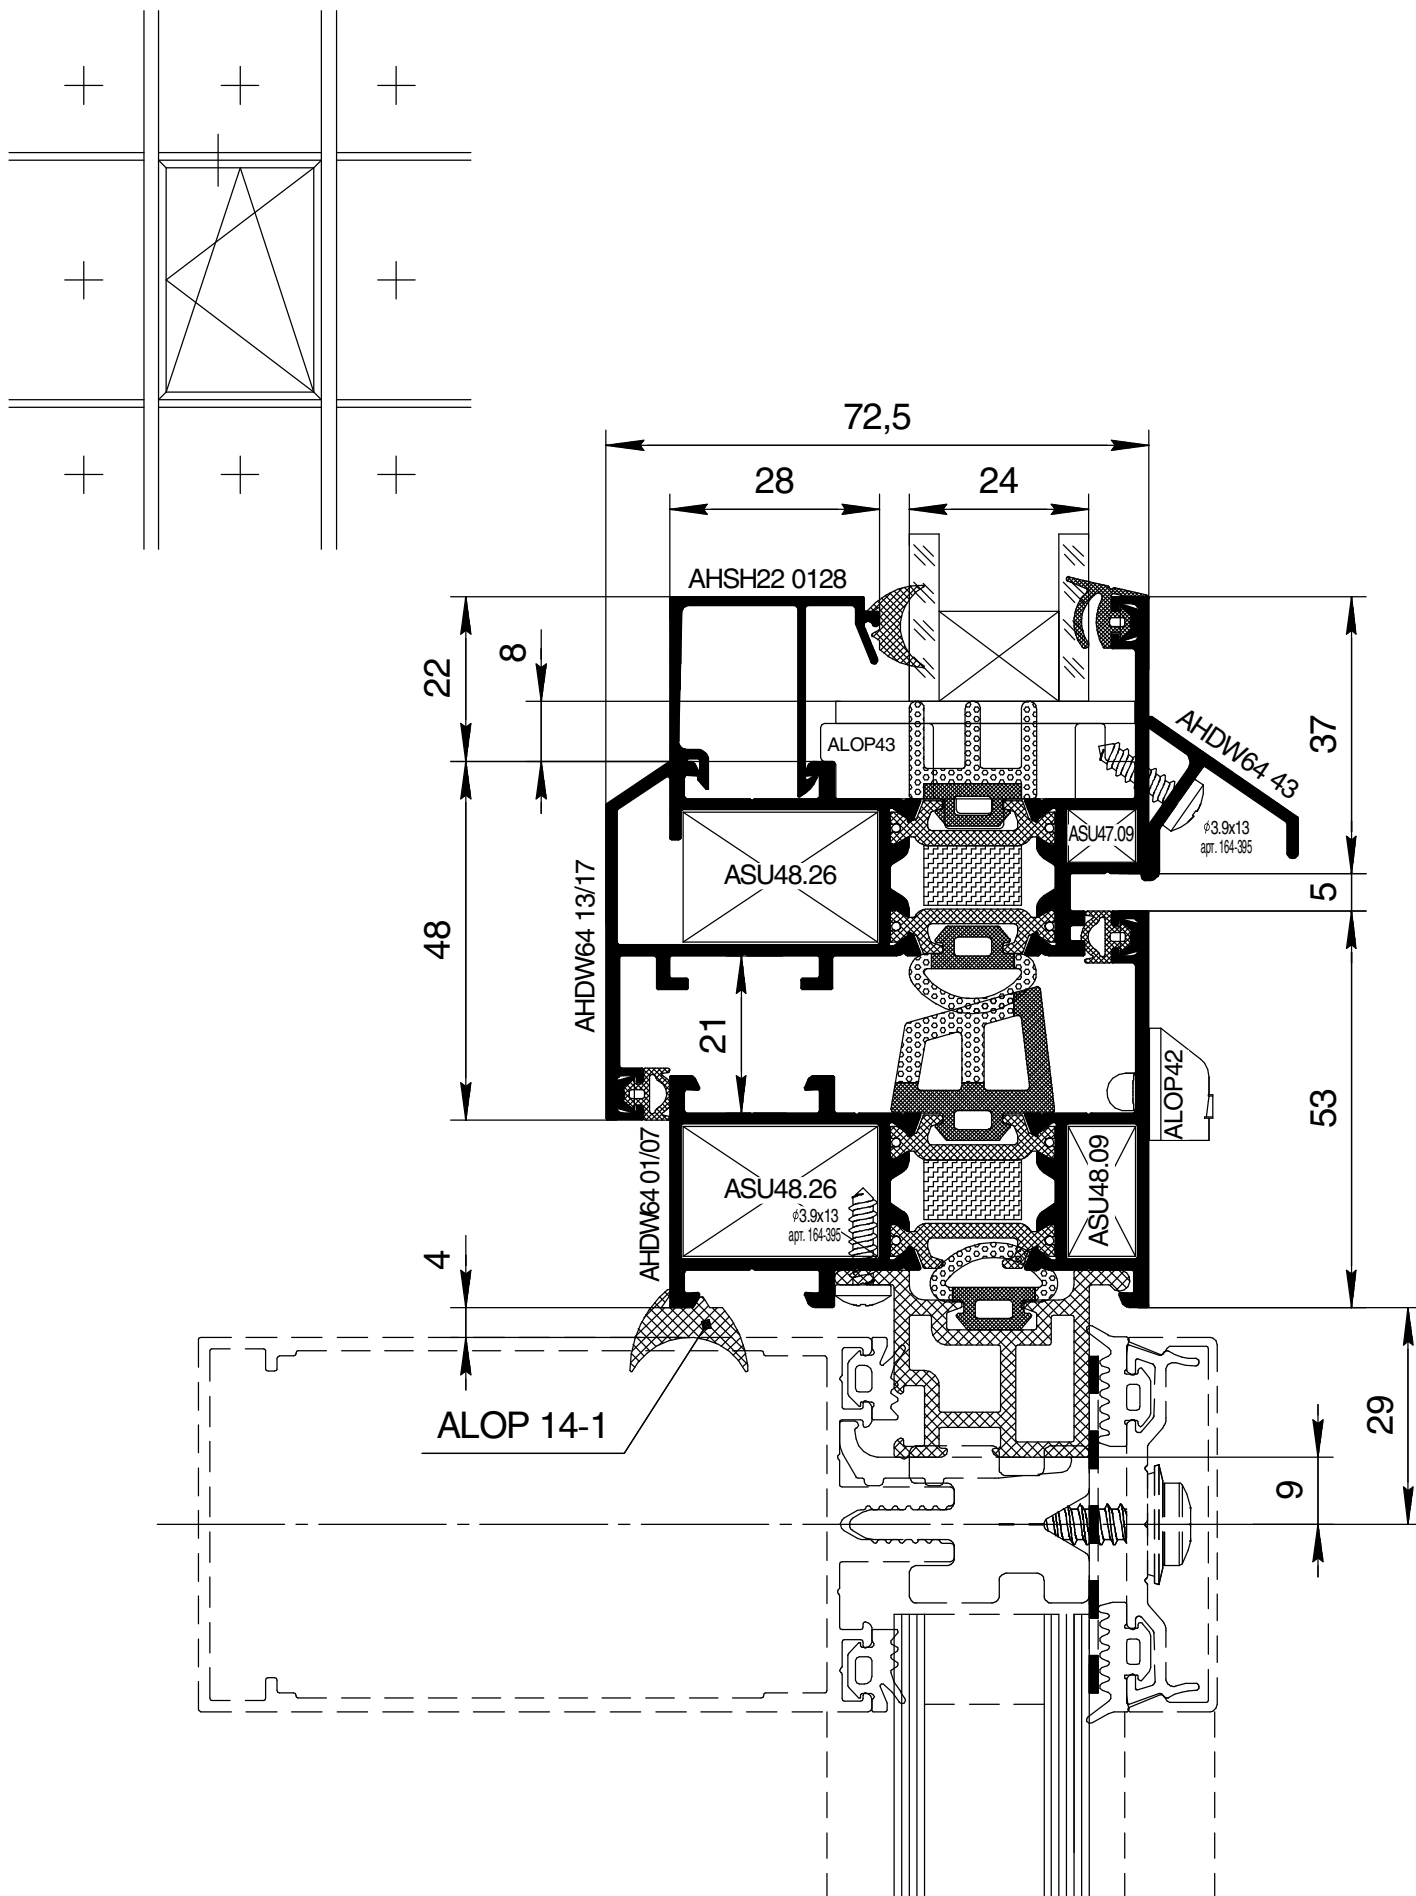 72,5
28
24
AHSH22 0128
22
8
37
AHDW64 43
ALOP43
ø3.9x13
арт. 164-395
ASU47.09
ASU48.26
5
AHDW64 13/17
48
21
ALOP42
53
AHDW64 01/07
ASU48.26
ø3.9x13
арт. 164-395
ASU48.09
4
ALOP 14-1
29
9